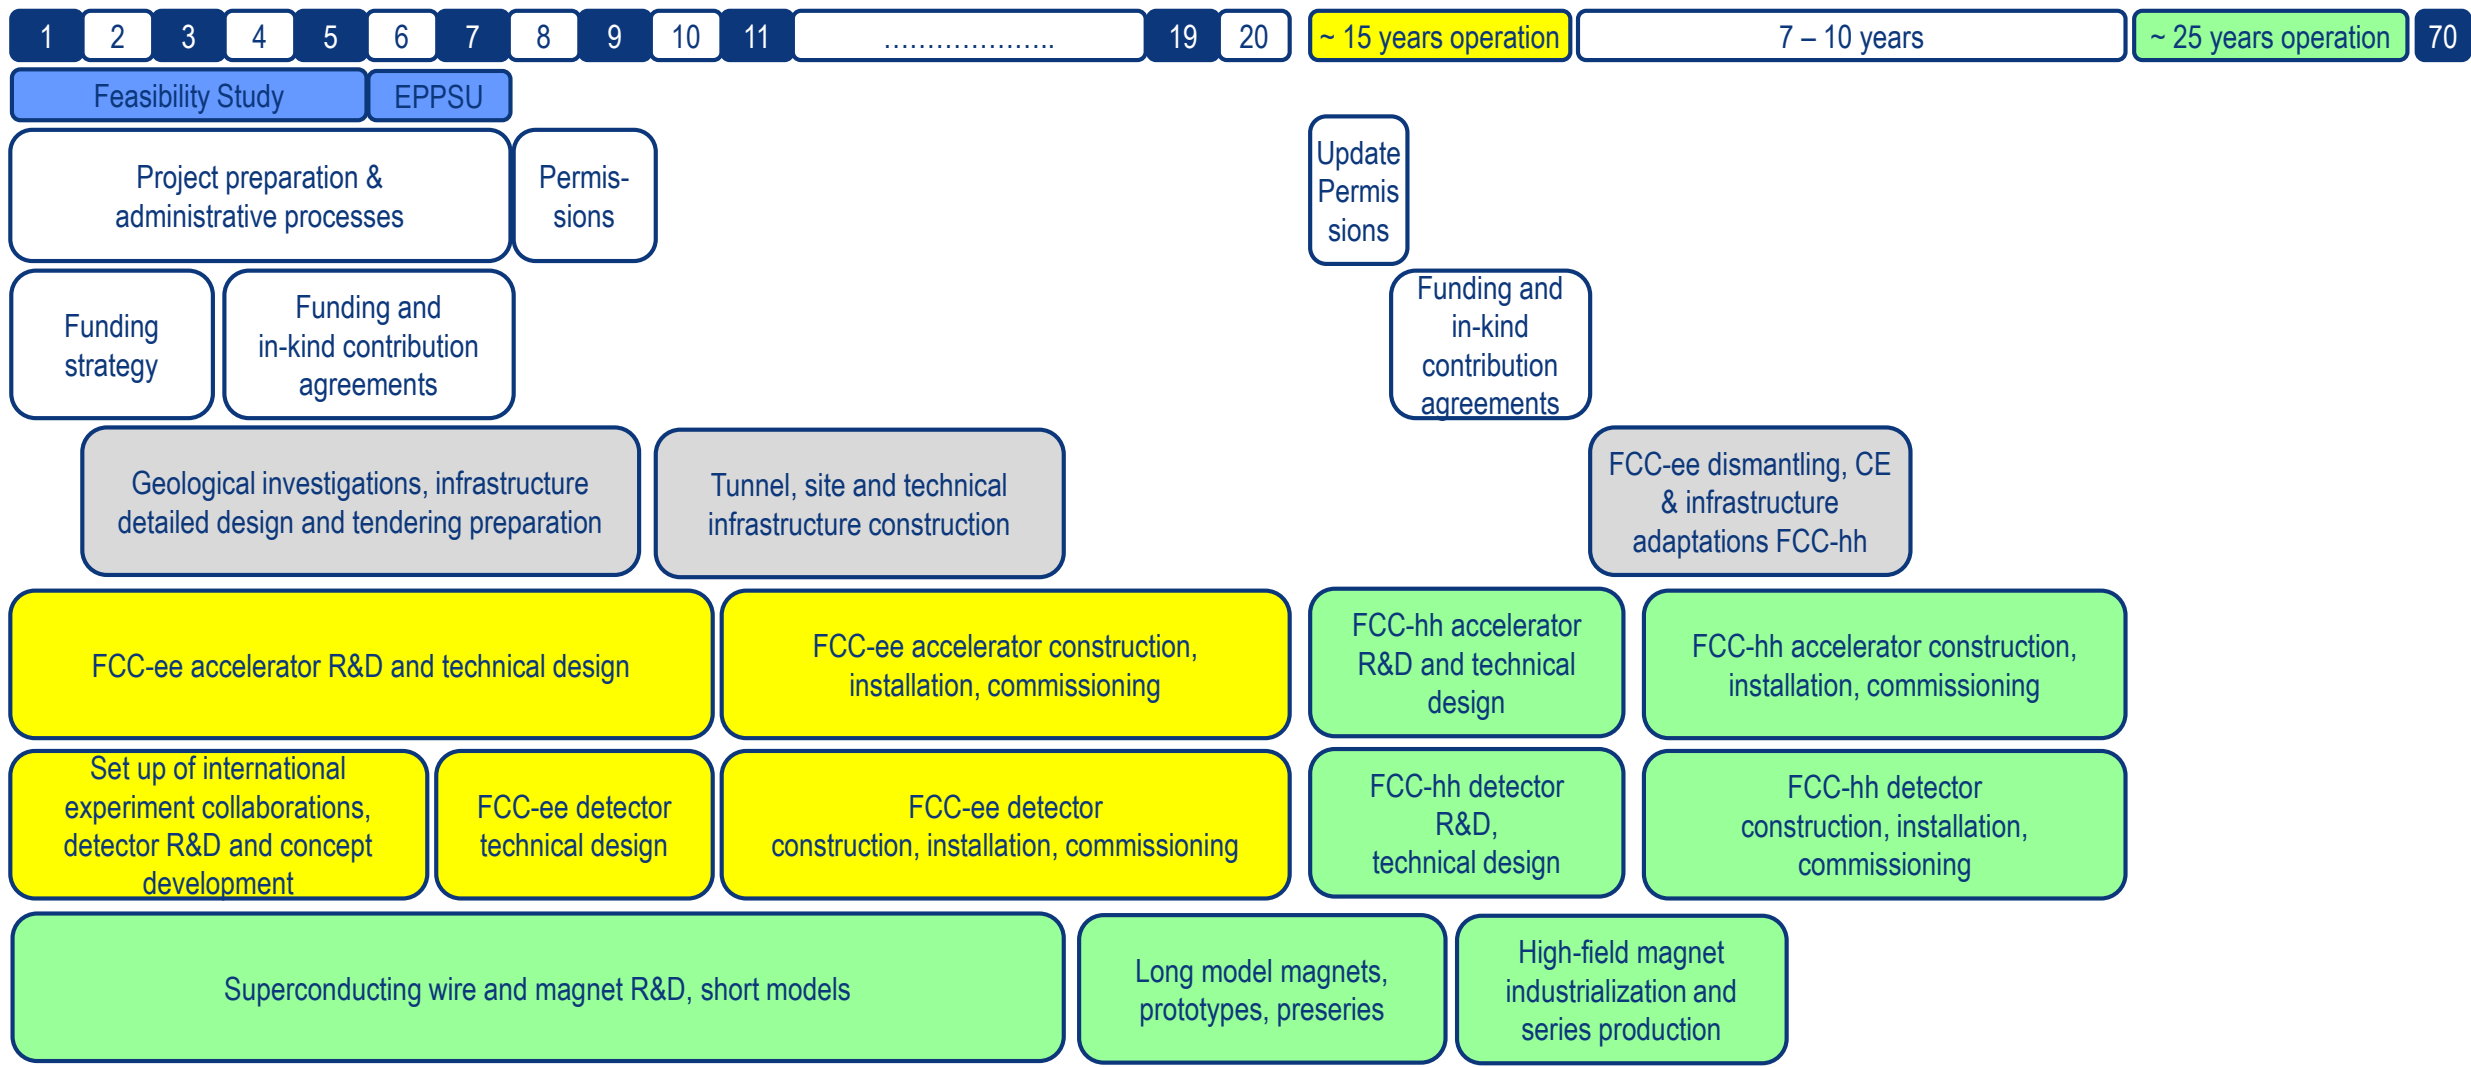 1 2 3 4 5 6 7 8 9 10 11 ………………….. 19 20 ~ 15 years operation 7 – 10 years ~ 25 years operation 70
Feasibility Study
EPPSU
Project preparation &
administrative processes
Permis-
sions
Update
Permis
sions
Funding
strategy
Funding and
in-kind contribution
agreements
Funding and
in-kind
contribution
agreements
Geological investigations, infrastructure
detailed design and tendering preparation
Tunnel, site and technical
infrastructure construction
FCC-ee dismantling, CE
& infrastructure
adaptations FCC-hh
FCC-ee accelerator R&D and technical design
FCC-ee accelerator construction,
installation, commissioning
FCC-hh accelerator
R&D and technical
design
FCC-hh accelerator construction,
installation, commissioning
Set up of international
experiment collaborations,
detector R&D and concept
development
FCC-ee detector
technical design
FCC-ee detector
construction, installation, commissioning
FCC-hh detector
R&D,
technical design
FCC-hh detector
construction, installation,
commissioning
Superconducting wire and magnet R&D, short models
Long model magnets,
prototypes, preseries
High-field magnet
industrialization and
series production